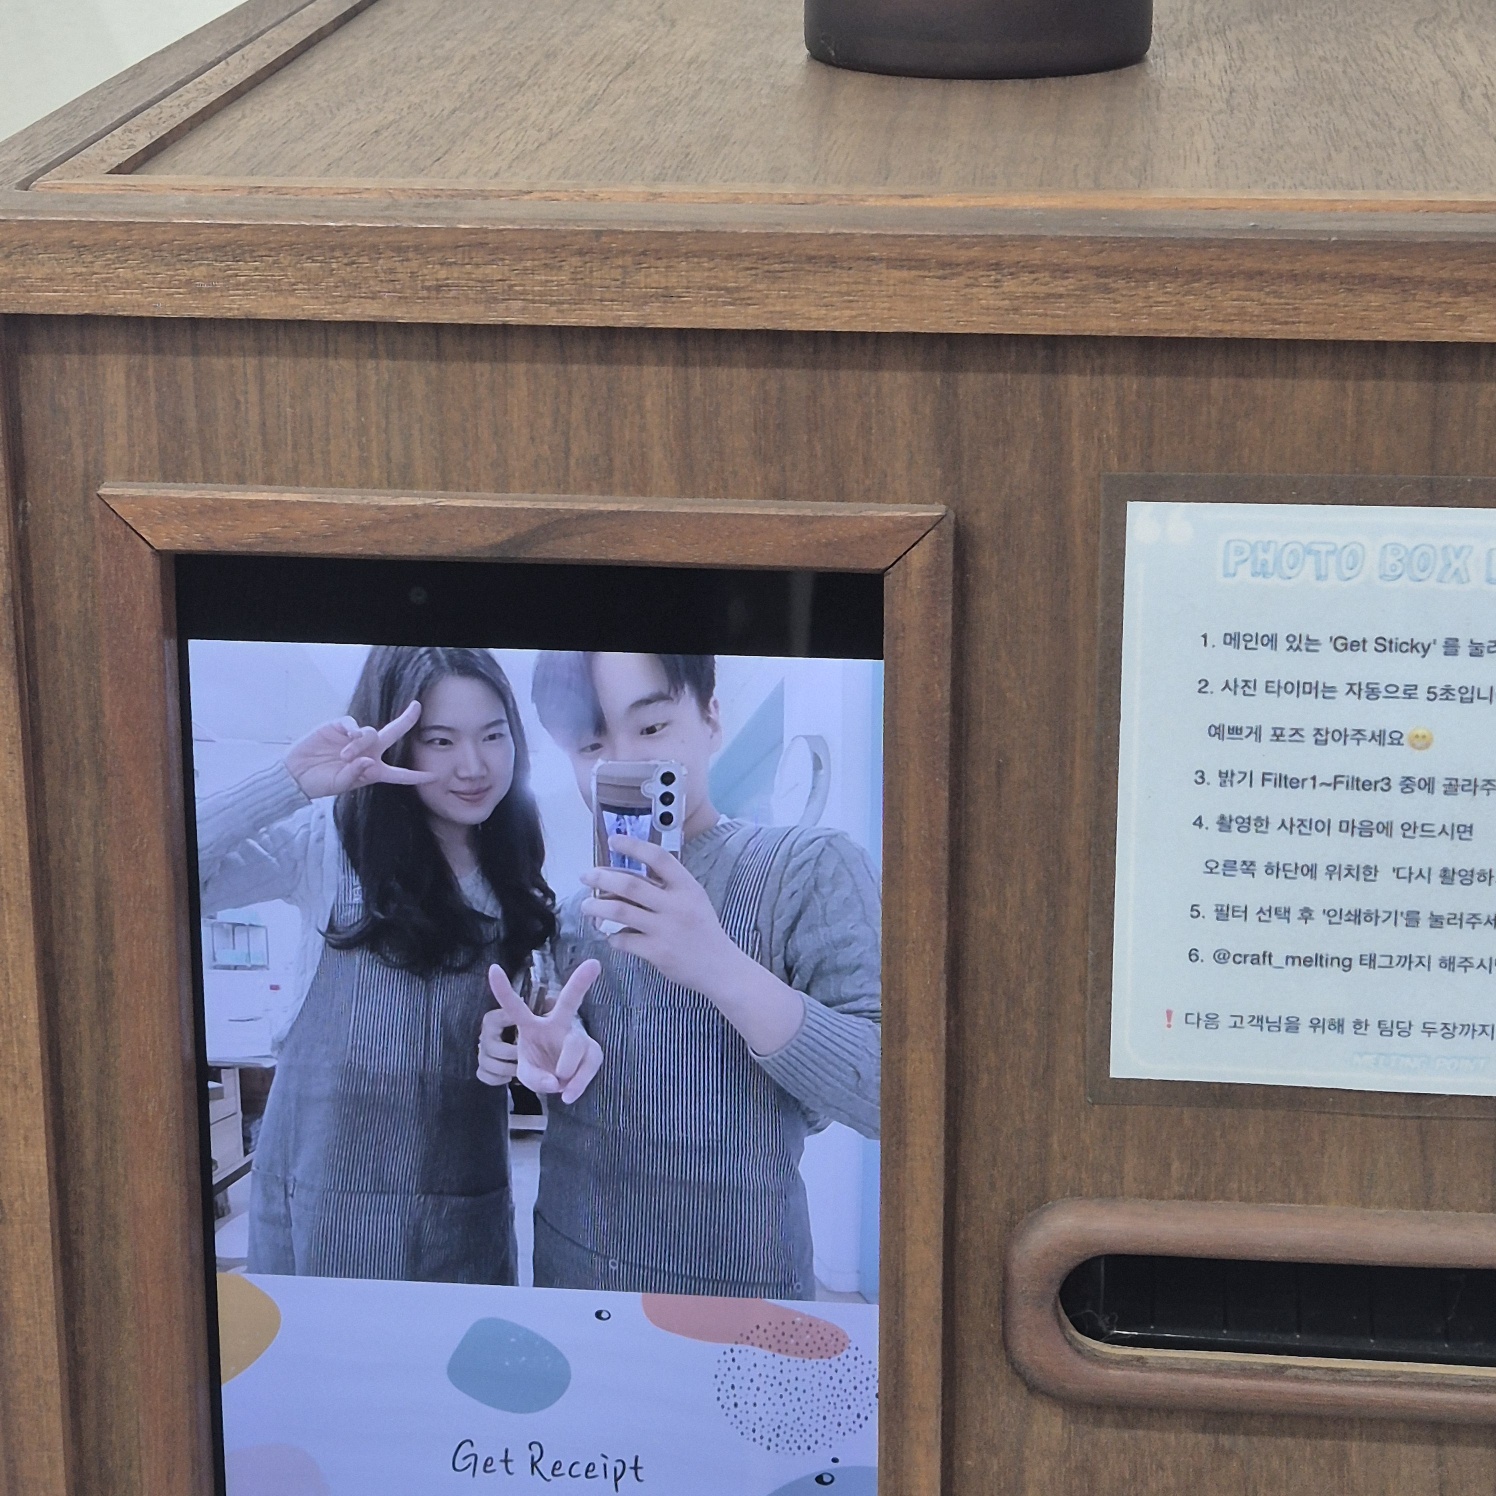 PHOTO BOX
1. 메인에 있는 'Get Sticky' 를
2. 사진 타이머는 자동으로 5초입니
예쁘게 포즈 잡아주세요😁
3. 밝기 Filter1~Filter3 중에 골라주
4. 촬영한 사진이 마음에 안드시면
오른쪽 하단에 위치한 '다시 촬영하
5. 필터 선택 후 '인쇄하기'를 눌러주세
6. @craft_melting 태그까지 해주시
❗ 다음 고객님을 위해 한 팀당 두장까지
MELTING POINT
Get Receipt